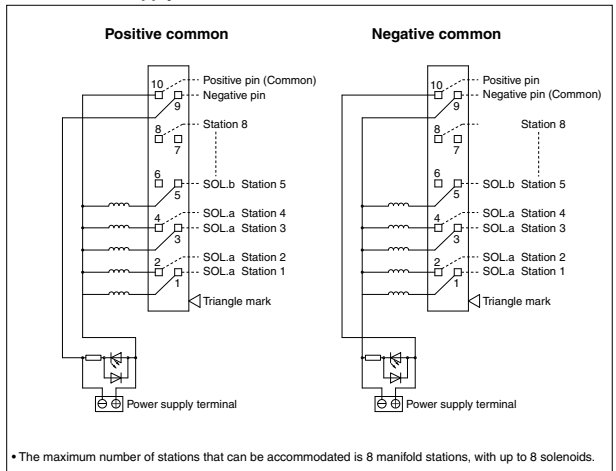 Positive common
10
Positive pin (Common)
9
Negative pin
8
Station 8
7
6
5
SOL.b Station 5
4
SOL.a Station 4
3
SOL.a Station 3
2
SOL.a Station 2
1
SOL.a Station 1
Triangle mark
⊖ ⊕ Power supply terminal
Negative common
10
Positive pin
9
Negative pin (Common)
8
Station 8
7
6
5
SOL.b Station 5
4
SOL.a Station 4
3
SOL.a Station 3
2
SOL.a Station 2
1
SOL.a Station 1
Triangle mark
⊖ ⊕ Power supply terminal
• The maximum number of stations that can be accommodated is 8 manifold stations, with up to 8 solenoids.